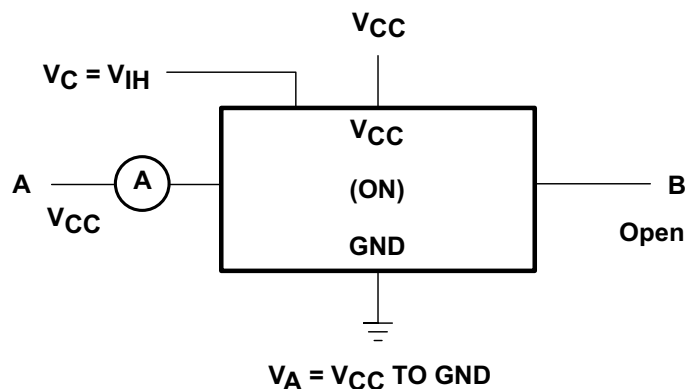 VCC
VC = VIH
VCC
A
A
(ON)
B
VCC
GND
Open
VA = VCC TO GND